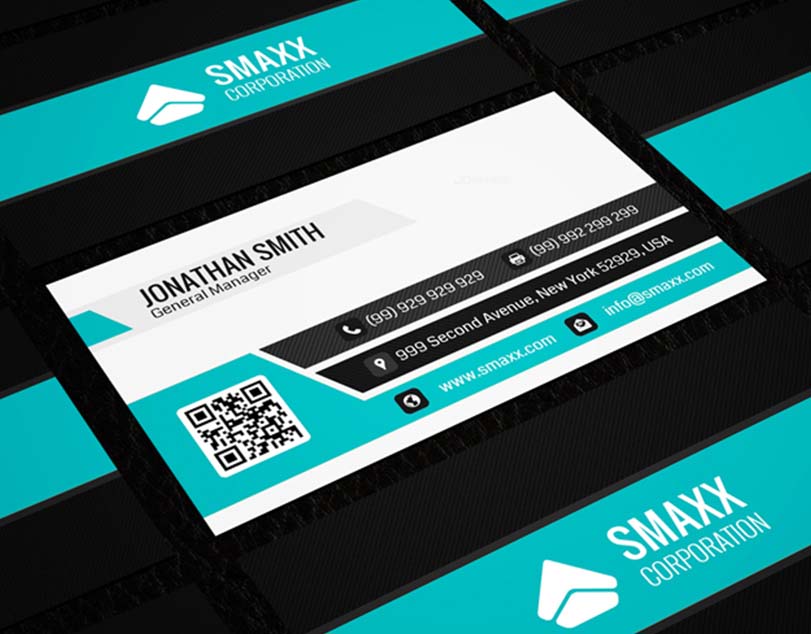 SMAXX
CORPORATION
JONATHAN SMITH
General Manager
(99) 929 929 929
(99) 992 299 299
999 Second Avenue, New York 52929, USA
www.smaxx.com
info@smaxx.com
SMAXX
CORPORATION